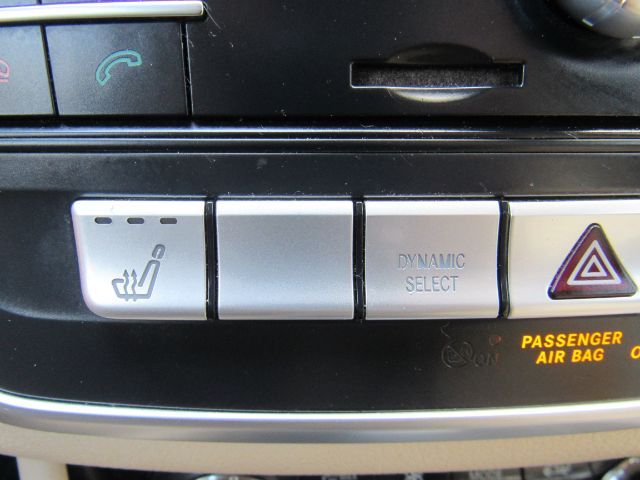 DYNAMIC
SELECT
ON
PASSENGER
AIR BAG